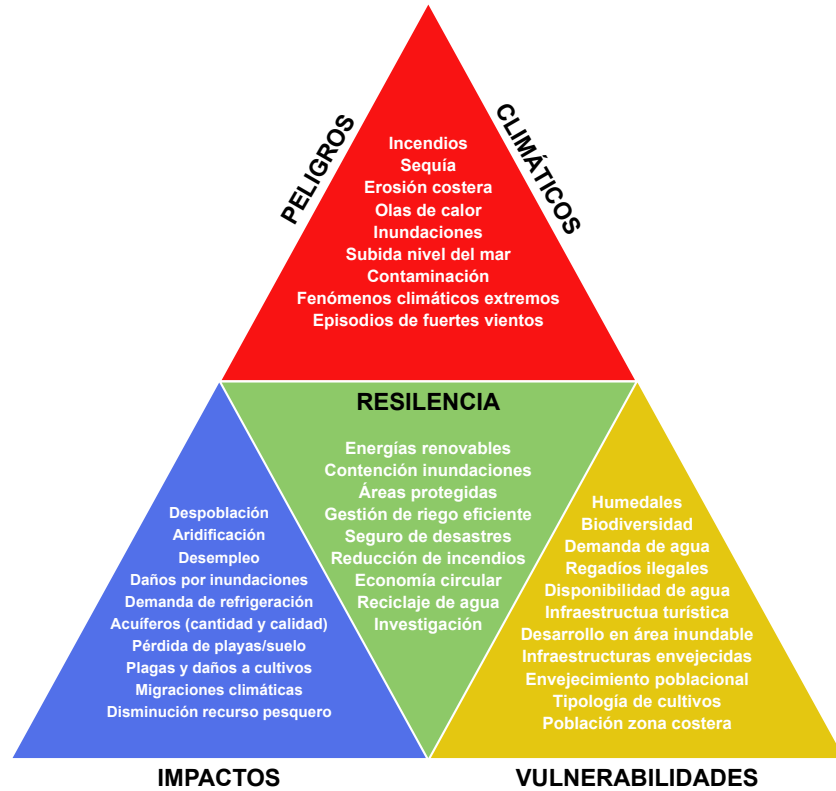 PELIGROS
CLIMÁTICOS
Incendios
Sequía
Erosión costera
Olas de calor
Inundaciones
Subida nivel del mar
Contaminación
Fenómenos climáticos extremos
Episodios de fuertes vientos
RESILENCIA
Energías renovables
Contención inundaciones
Áreas protegidas
Gestión de riego eficiente
Seguro de desastres
Reducción de incendios
Economía circular
Reciclaje de agua
Investigación
Despoblación
Aridificación
Desempleo
Daños por inundaciones
Demanda de refrigeración
Acuíferos (cantidad y calidad)
Pérdida de playas/suelo
Plagas y daños a cultivos
Migraciones climáticas
Disminución recurso pesquero
IMPACTOS
Humedales
Biodiversidad
Demanda de agua
Regadíos ilegales
Disponibilidad de agua
Infraestructua turística
Desarrollo en área inundable
Infraestructuras envejecidas
Envejecimiento poblacional
Tipología de cultivos
Población zona costera
VULNERABILIDADES